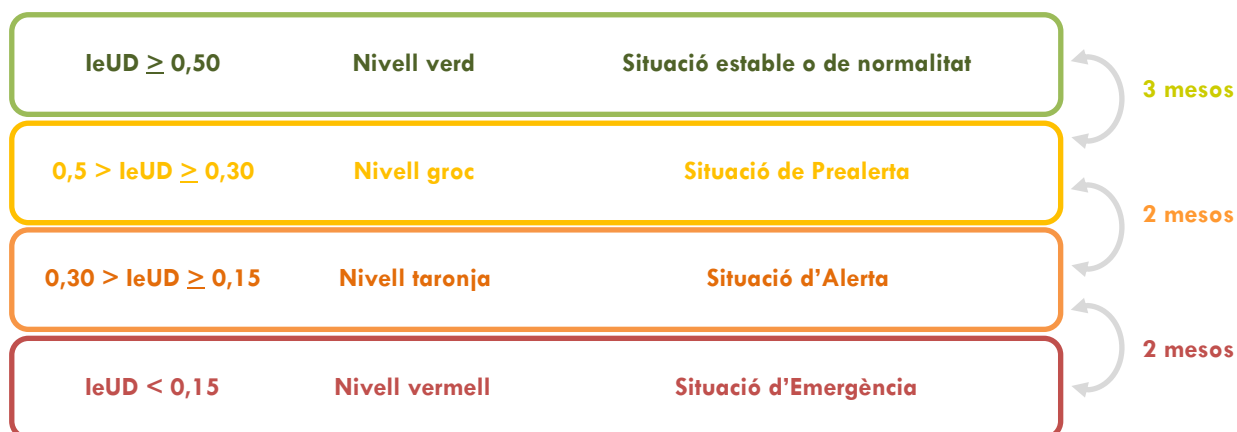 IeUD ≥ 0,50 Nivell verd Situació estable o de normalitat
3 mesos
0,5 > IeUD ≥ 0,30 Nivell groc Situació de Prealerta
2 mesos
0,30 > IeUD ≥ 0,15 Nivell taronja Situació d’Alerta
2 mesos
IeUD < 0,15 Nivell vermell Situació d’Emergència